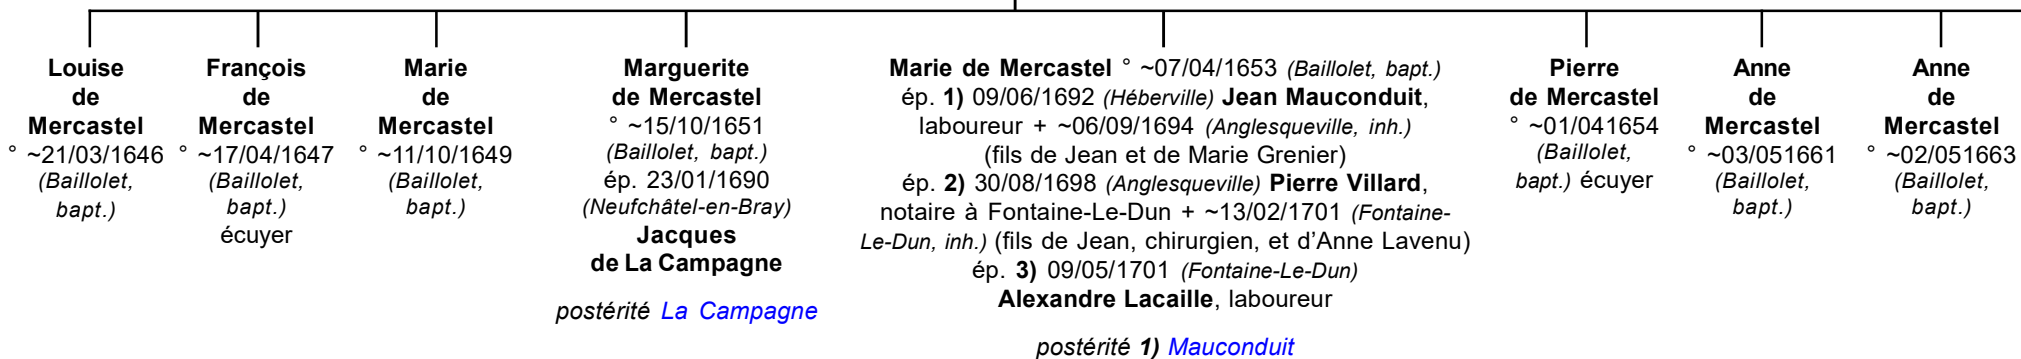 Louise
de
Mercastel
° ~21/03/1646
(Baillolet,
bapt.)
François
de
Mercastel
° ~17/04/1647
(Baillolet,
bapt.)
écuyer
Marie
de
Mercastel
° ~11/10/1649
(Baillolet,
bapt.)
Marguerite
de Mercastel
° ~15/10/1651
(Baillolet, bapt.)
ép. 23/01/1690
(Neufchâtel-en-Bray)
Jacques
de La Campagne
postérité La Campagne
Marie de Mercastel ° ~07/04/1653 (Baillolet, bapt.)
ép. 1) 09/06/1692 (Héberville) Jean Mauconduit,
laboureur + ~06/09/1694 (Anglesqueville, inh.)
(fils de Jean et de Marie Grenier)
ép. 2) 30/08/1698 (Anglesqueville) Pierre Villard,
notaire à Fontaine-Le-Dun + ~13/02/1701 (Fontaine-
Le-Dun, inh.) (fils de Jean, chirurgien, et d'Anne Lavenu)
ép. 3) 09/05/1701 (Fontaine-Le-Dun)
Alexandre Lacaille, laboureur
postérité 1) Mauconduit
Pierre
de Mercastel
° ~01/041654
(Baillolet,
bapt.) écuyer
Anne
de
Mercastel
° ~03/051661
(Baillolet,
bapt.)
Anne
de
Mercastel
° ~02/051663
(Baillolet,
bapt.)